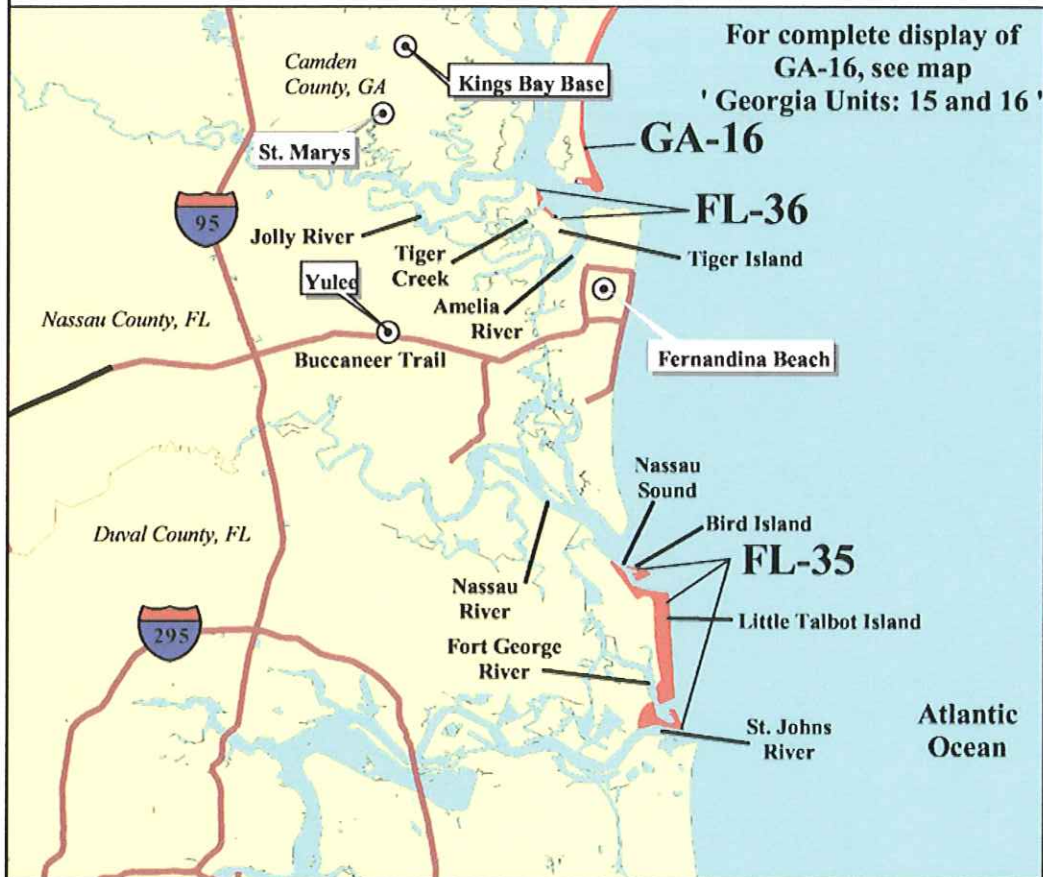 For complete display of
GA-16, see map
' Georgia Units: 15 and 16 '
Camden
County, GA
Kings Bay Base
St. Marys
GA-16
FL-36
95
Jolly River
Tiger
Creek
Tiger Island
Yulee
Amelia
River
Nassau County, FL
Buccaneer Trail
Fernandina Beach
Nassau
Sound
Bird Island
Duval County, FL
FL-35
Nassau
River
Little Talbot Island
295
Fort George
River
St. Johns
River
Atlantic
Ocean